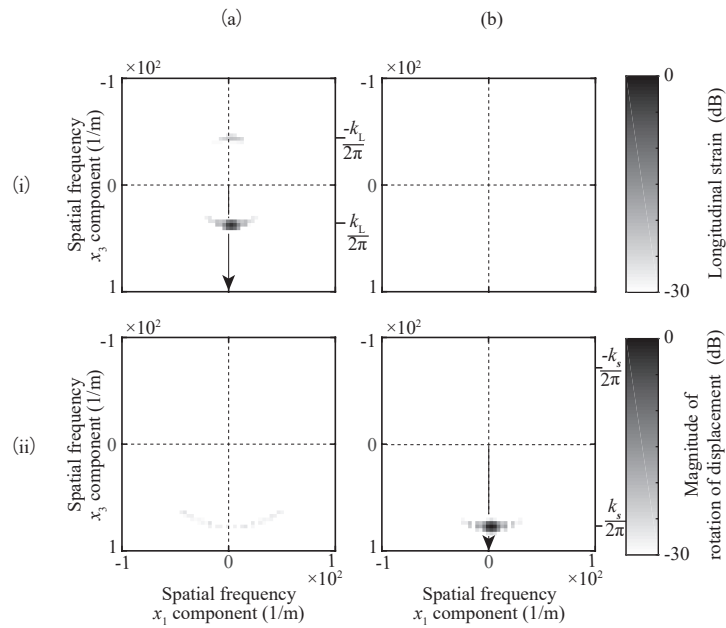 (a)
(b)
(i)
×10²
-1
0
1
Spatial frequency
x₃ component (1/m)
-k_L
2π
k_L
2π
×10²
-1
0
1
0
-30
Longitudinal strain (dB)
(ii)
×10²
-1
0
1
-1
0
1
×10²
Spatial frequency
x₃ component (1/m)
Spatial frequency
x₁ component (1/m)
×10²
-1
0
1
-1
0
1
×10²
Spatial frequency
x₁ component (1/m)
-k_s
2π
k_s
2π
0
-30
Magnitude of
rotation of displacement (dB)